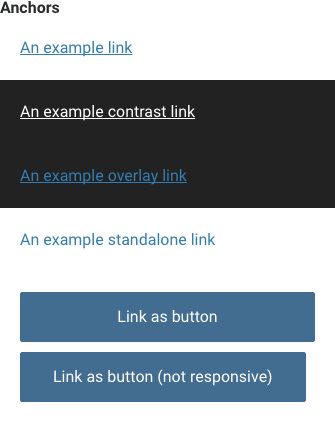 Anchors
An example link
An example contrast link
An example overlay link
An example standalone link
Link as button
Link as button (not responsive)